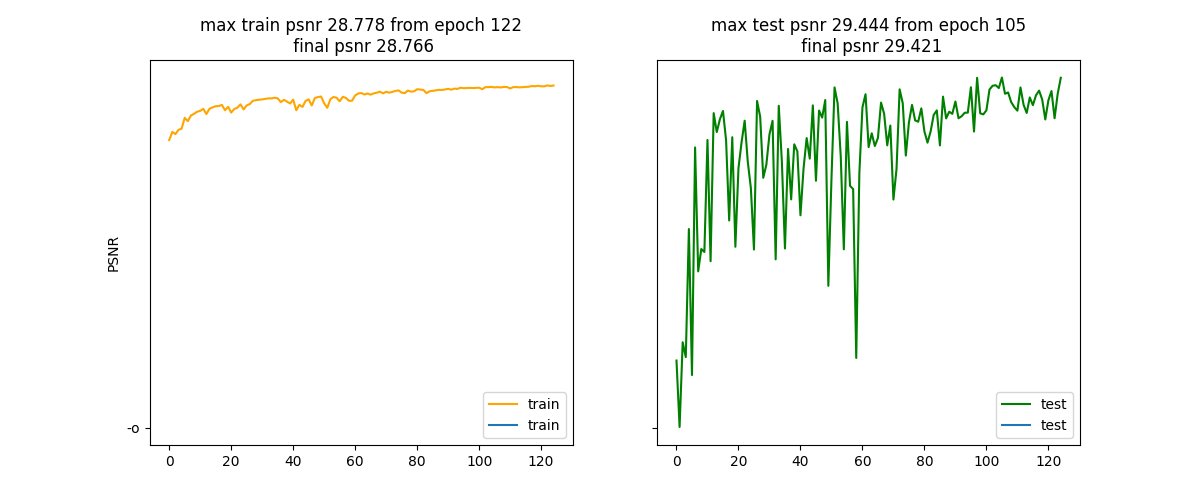 max train psnr 28.778 from epoch 122
final psnr 28.766
PSNR
-o
0 20 40 60 80 100 120
train
train
max test psnr 29.444 from epoch 105
final psnr 29.421
0 20 40 60 80 100 120
test
test